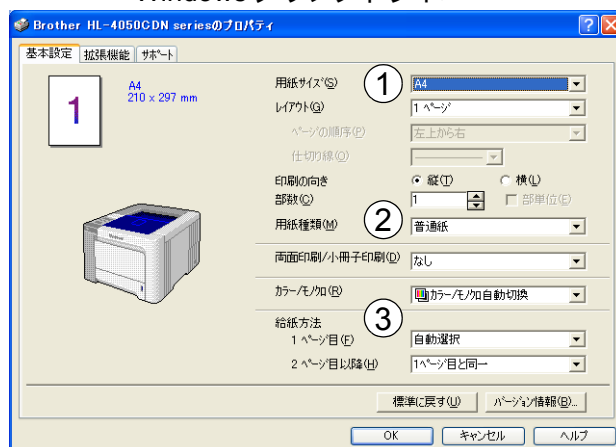 Brother HL-4050CDN seriesのプロパティ
基本設定 拡張機能 サポート
1
A4
210 x 297 mm
用紙サイズ(S) ① A4
レイアウト(G) 1 ページ
ページの順序(P) 左上から右
仕切り線(O)
印刷の向き 縦(T) 横(L)
部数(C) 1 部単位(E)
用紙種類(M) ② 普通紙
両面印刷/小冊子印刷(D) なし
カラー/モノクロ(R) カラー/モノクロ自動切換
給紙方法 ③
1 ページ目(F) 自動選択
2 ページ目以降(H) 1ページ目と同一
標準に戻す(U) バージョン情報(B)...
OK キャンセル ヘルプ